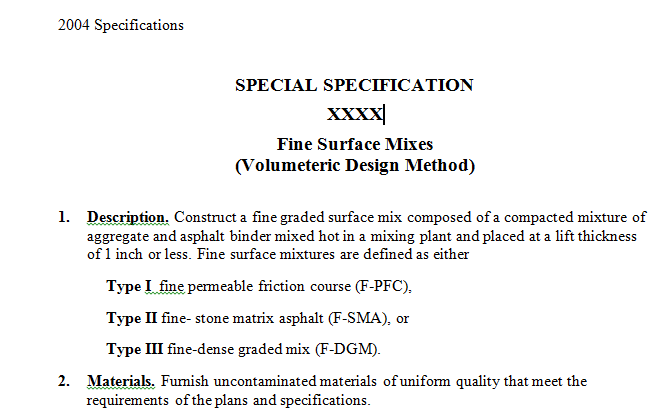 2004 Specifications
SPECIAL SPECIFICATION
XXXX
Fine Surface Mixes
(Volumeteric Design Method)
1. Description. Construct a fine graded surface mix composed of a compacted mixture of
aggregate and asphalt binder mixed hot in a mixing plant and placed at a lift thickness
of 1 inch or less. Fine surface mixtures are defined as either
Type I fine permeable friction course (F-PFC),
Type II fine- stone matrix asphalt (F-SMA), or
Type III fine-dense graded mix (F-DGM).
2. Materials. Furnish uncontaminated materials of uniform quality that meet the
requirements of the plans and specifications.